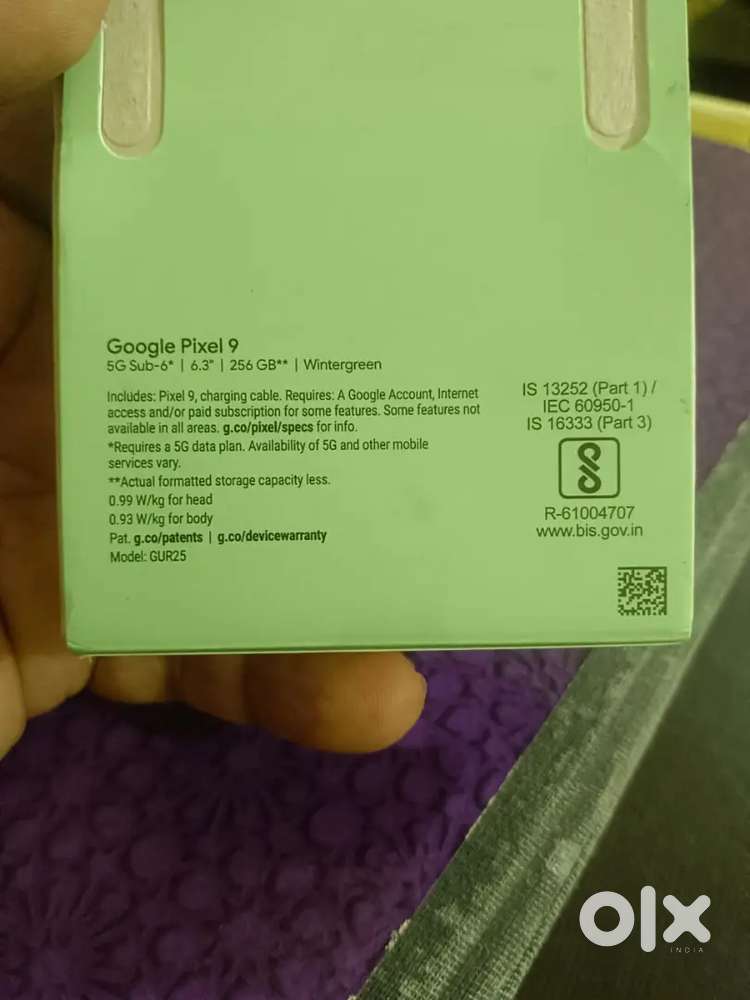 Google Pixel 9
5G Sub-6* | 6.3" | 256 GB** | Wintergreen
Includes: Pixel 9, charging cable. Requires: A Google Account, Internet
access and/or paid subscription for some features. Some features not
available in all areas. g.co/pixel/specs for info.
*Requires a 5G data plan. Availability of 5G and other mobile
services vary.
**Actual formatted storage capacity less.
0.99 W/kg for head
0.93 W/kg for body
Pat. g.co/patents | g.co/devicewarranty
Model: GUR25
IS 13252 (Part 1) /
IEC 60950-1
IS 16333 (Part 3)
R-61004707
www.bis.gov.in
olx
INDIA